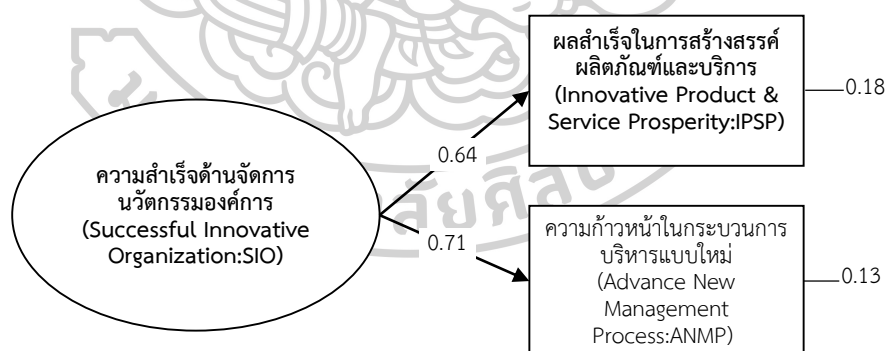 ความสำเร็จด้านจัดการ
นวัตกรรมองค์การ
(Successful Innovative
Organization:SIO)
0.64
0.71
ผลสำเร็จในการสร้างสรรค์
ผลิตภัณฑ์และบริการ
(Innovative Product &
Service Prosperity:IPSP)
0.18
ความก้าวหน้าในกระบวนการ
บริหารแบบใหม่
(Advance New
Management
Process:ANMP)
0.13